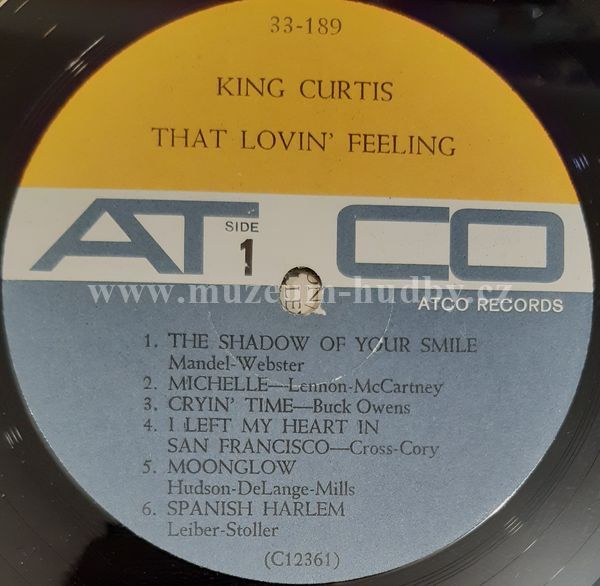 33-189
KING CURTIS
THAT LOVIN' FEELING
ATCO
SIDE
1
www.muzeum-hudby.cz
ATCO RECORDS
1. THE SHADOW OF YOUR SMILE
Mandel-Webster
2. MICHELLE—Lennon-McCartney
3. CRYIN' TIME—Buck Owens
4. I LEFT MY HEART IN
SAN FRANCISCO—Cross-Cory
5. MOONGLOW
Hudson-DeLange-Mills
6. SPANISH HARLEM
Leiber-Stoller
(C12361)